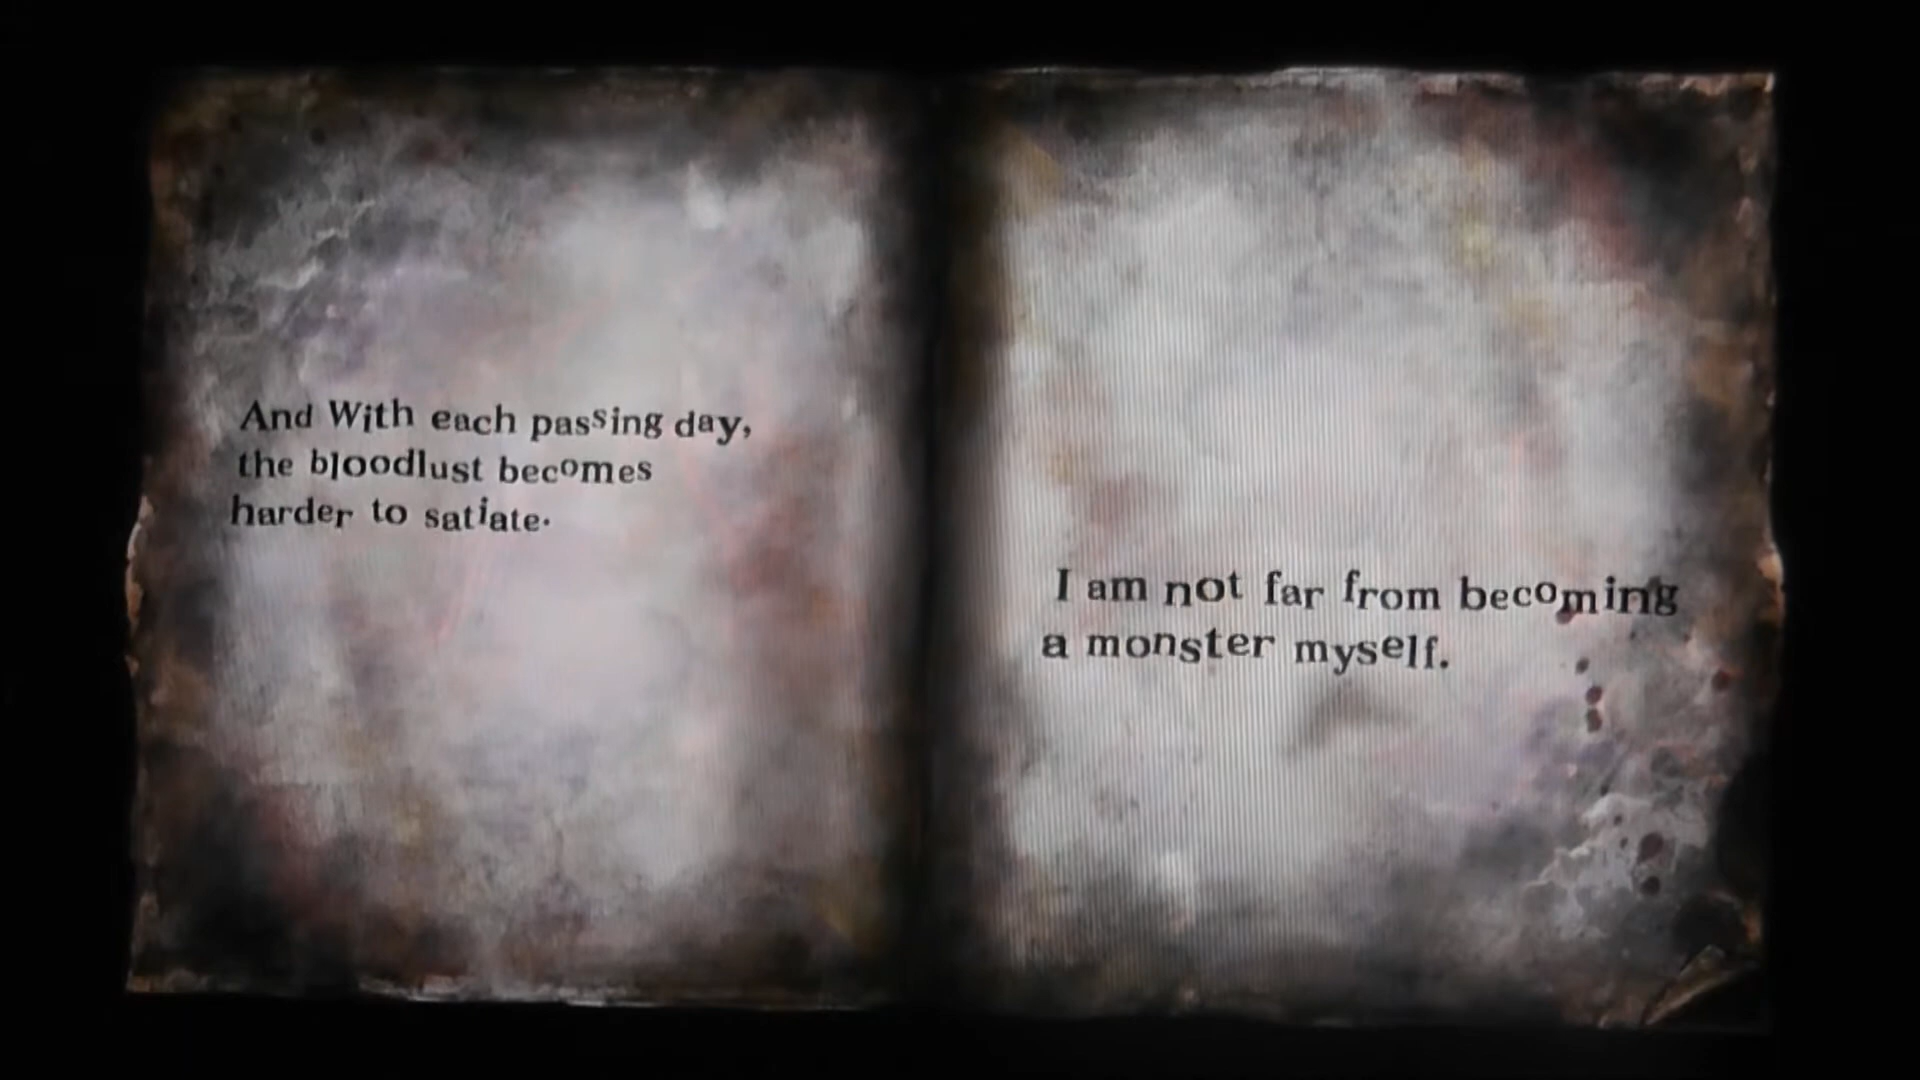 And With each passing day,
the bloodlust becomes
harder to satiate.
I am not far from becoming
a monster myself.